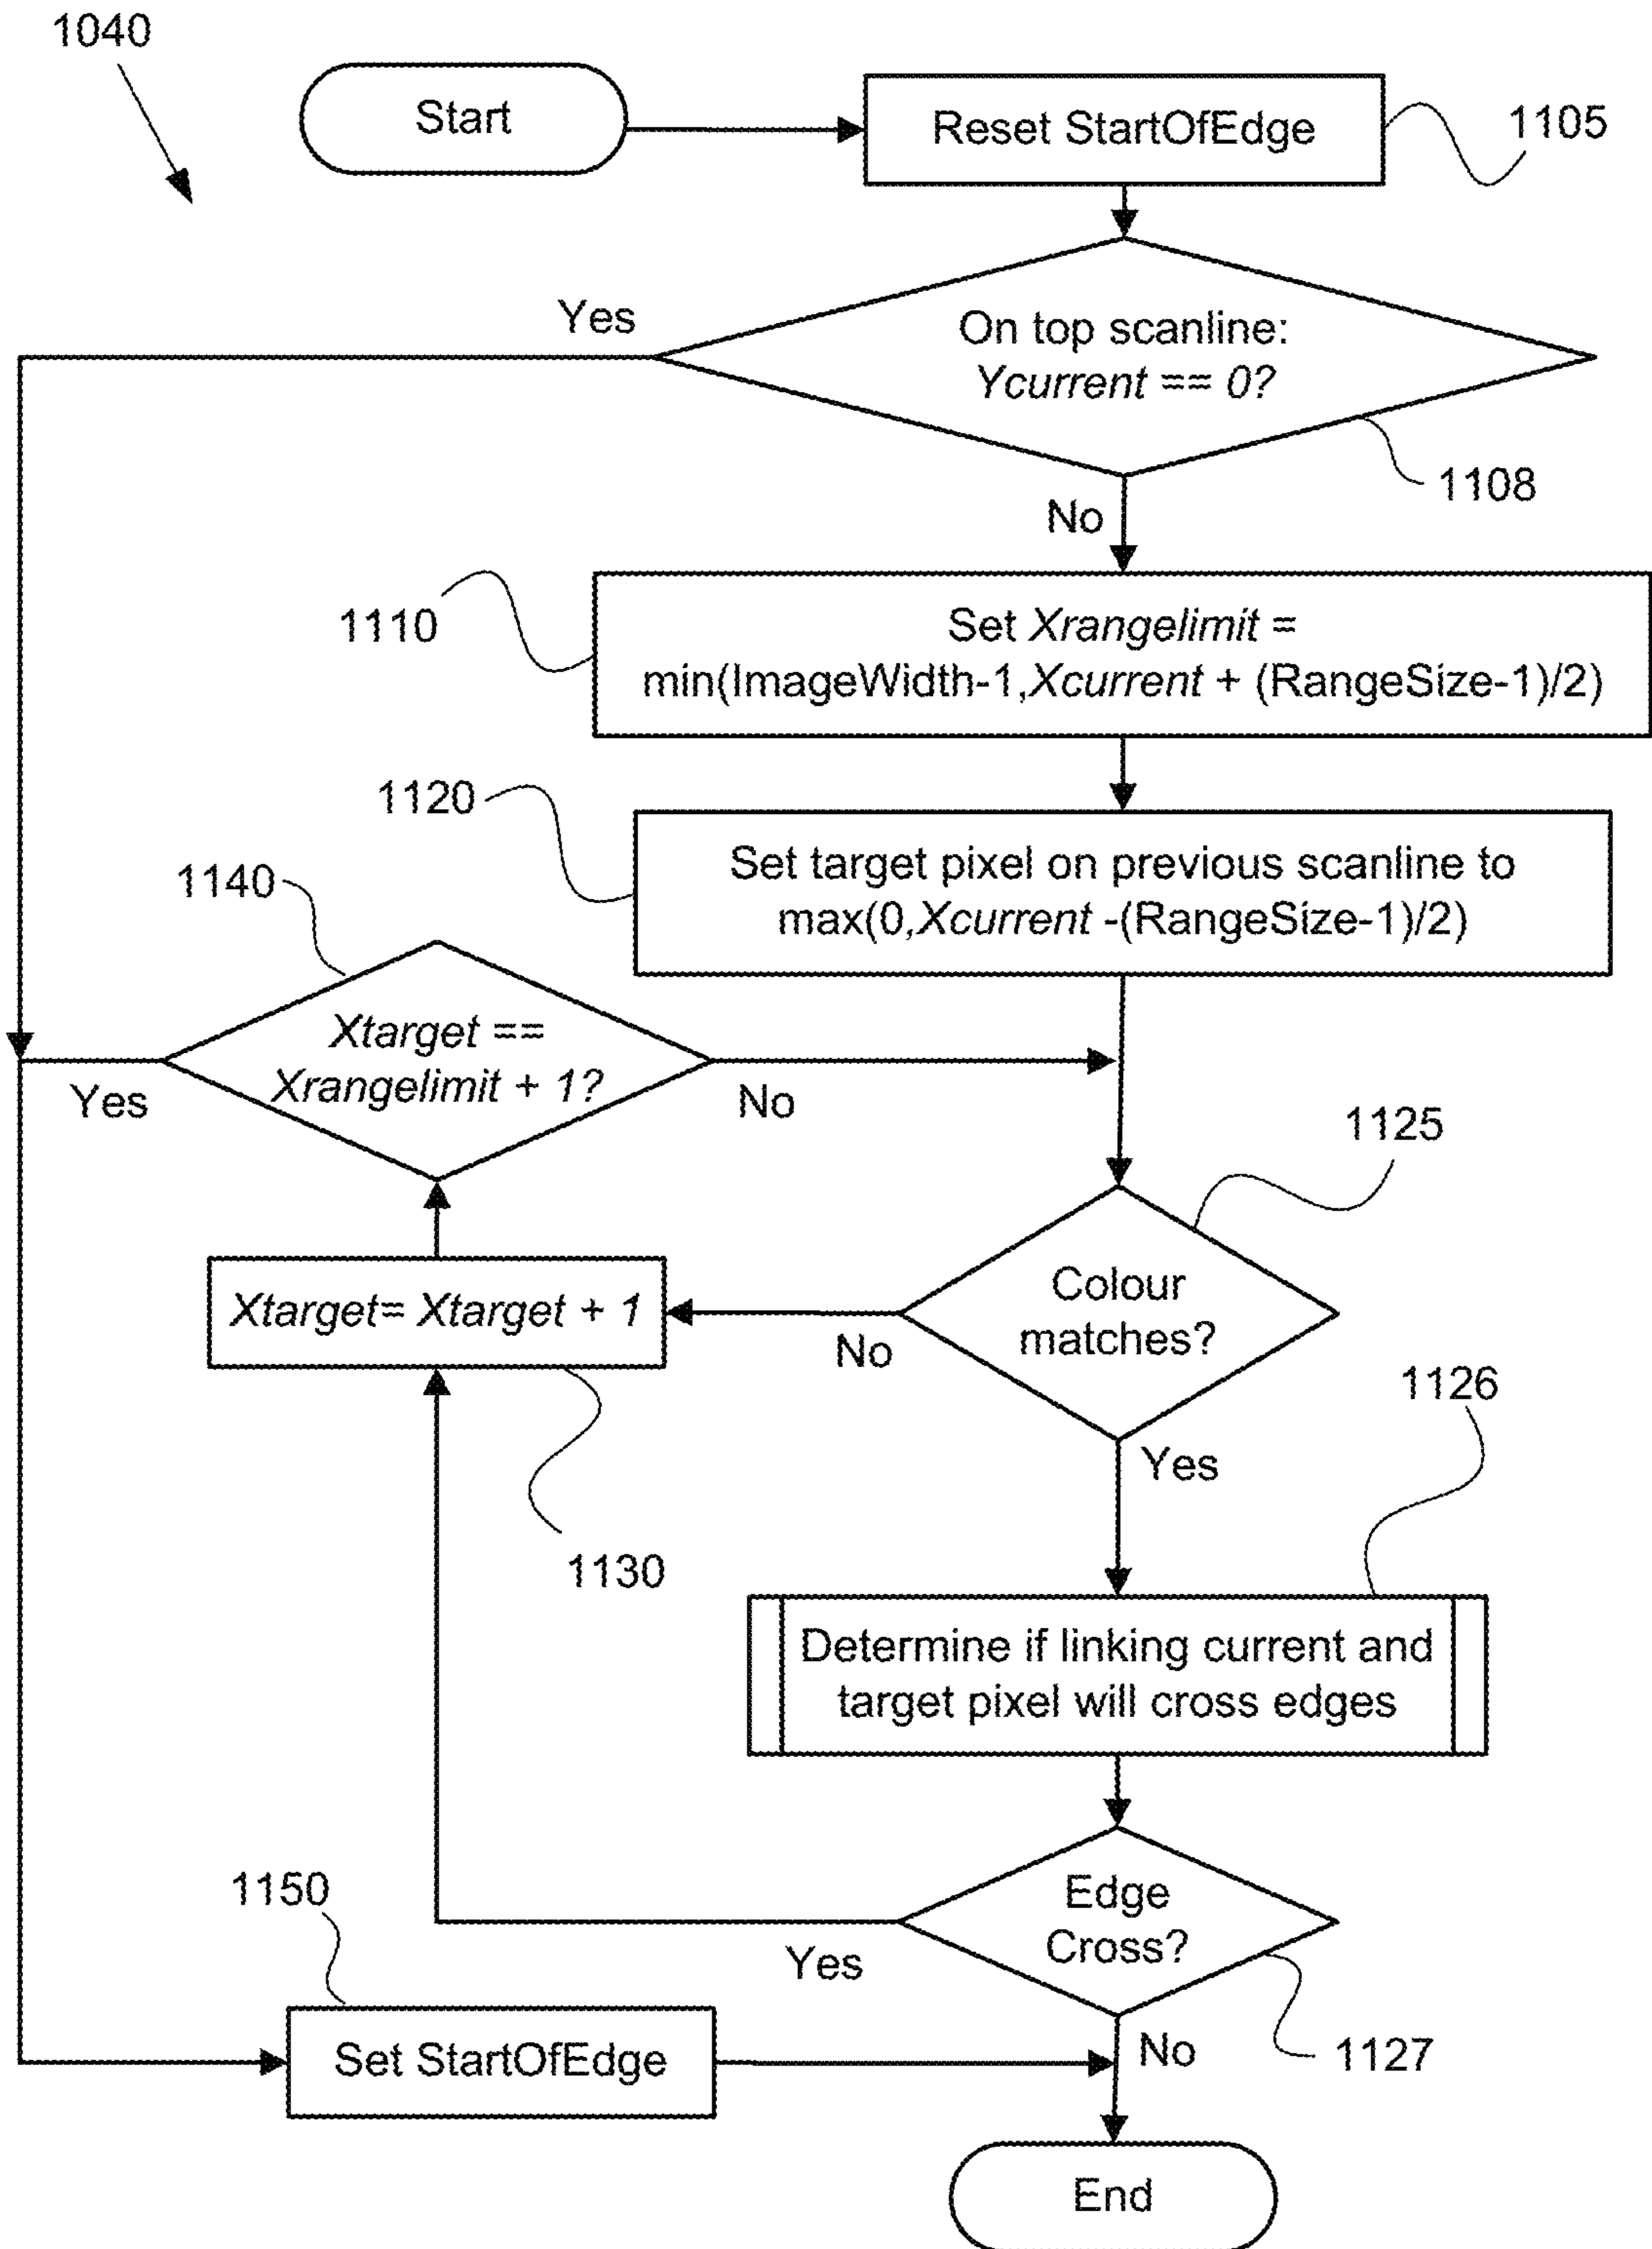 1040
Start
Reset StartOfEdge
1105
Yes
On top scanline:
Ycurrent == 0?
1108
No
1110
Set Xrangelimit =
min(ImageWidth-1,Xcurrent + (RangeSize-1)/2)
1120
Set target pixel on previous scanline to
max(0,Xcurrent -(RangeSize-1)/2)
1140
Xtarget ==
Xrangelimit + 1?
Yes
No
1125
Colour
matches?
Xtarget= Xtarget + 1
No
1130
Yes
1126
Determine if linking current and
target pixel will cross edges
Edge
Cross?
Yes
1127
No
1150
Set StartOfEdge
End